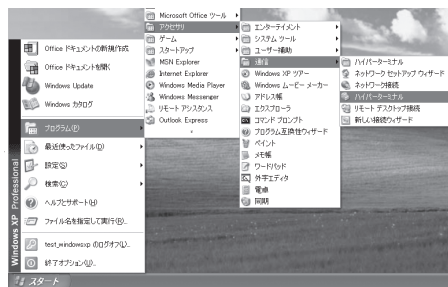 Microsoft Office ツール
アクセサリ
ゲーム
スタートアップ
MSN Explorer
Internet Explorer
Windows Media Player
Windows Messenger
リモート アシスタンス
Outlook Express
エンターテイメント
システム ツール
ユーザー補助
通信
Windows XP ツアー
Windows ムービー メーカー
アドレス帳
エクスプローラ
コマンド プロンプト
プログラム互換性ウィザード
ペイント
メモ帳
ワードパッド
外字エディタ
電卓
同期
ハイパーターミナル
ネットワーク セットアップ ウィザード
ネットワーク接続
ハイパーターミナル
リモート デスクトップ接続
新しい接続ウィザード
Office ドキュメントの新規作成
Office ドキュメントを開く
Windows Update
Windows カタログ
プログラム(P)
最近使ったファイル(D)
設定(S)
検索(C)
ヘルプとサポート(H)
ファイル名を指定して実行(R)...
test_windowsxp のログオフ(L)...
終了オプション(U)...
Windows XP Professional
スタート